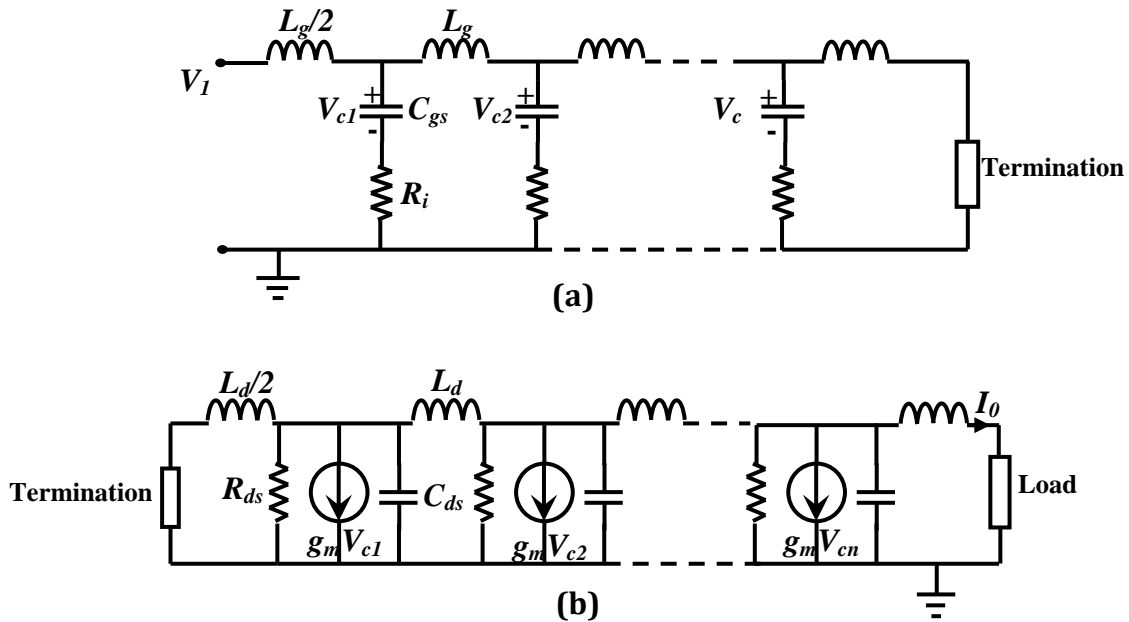 Lg/2
Lg
V1
Vc1
+
-
Cgs
Vc2
+
-
Vc
+
-
Ri
Termination
(a)
Ld/2
Ld
I0
Termination
Rds
gmVc1
Cds
gmVc2
gmVcn
Load
(b)